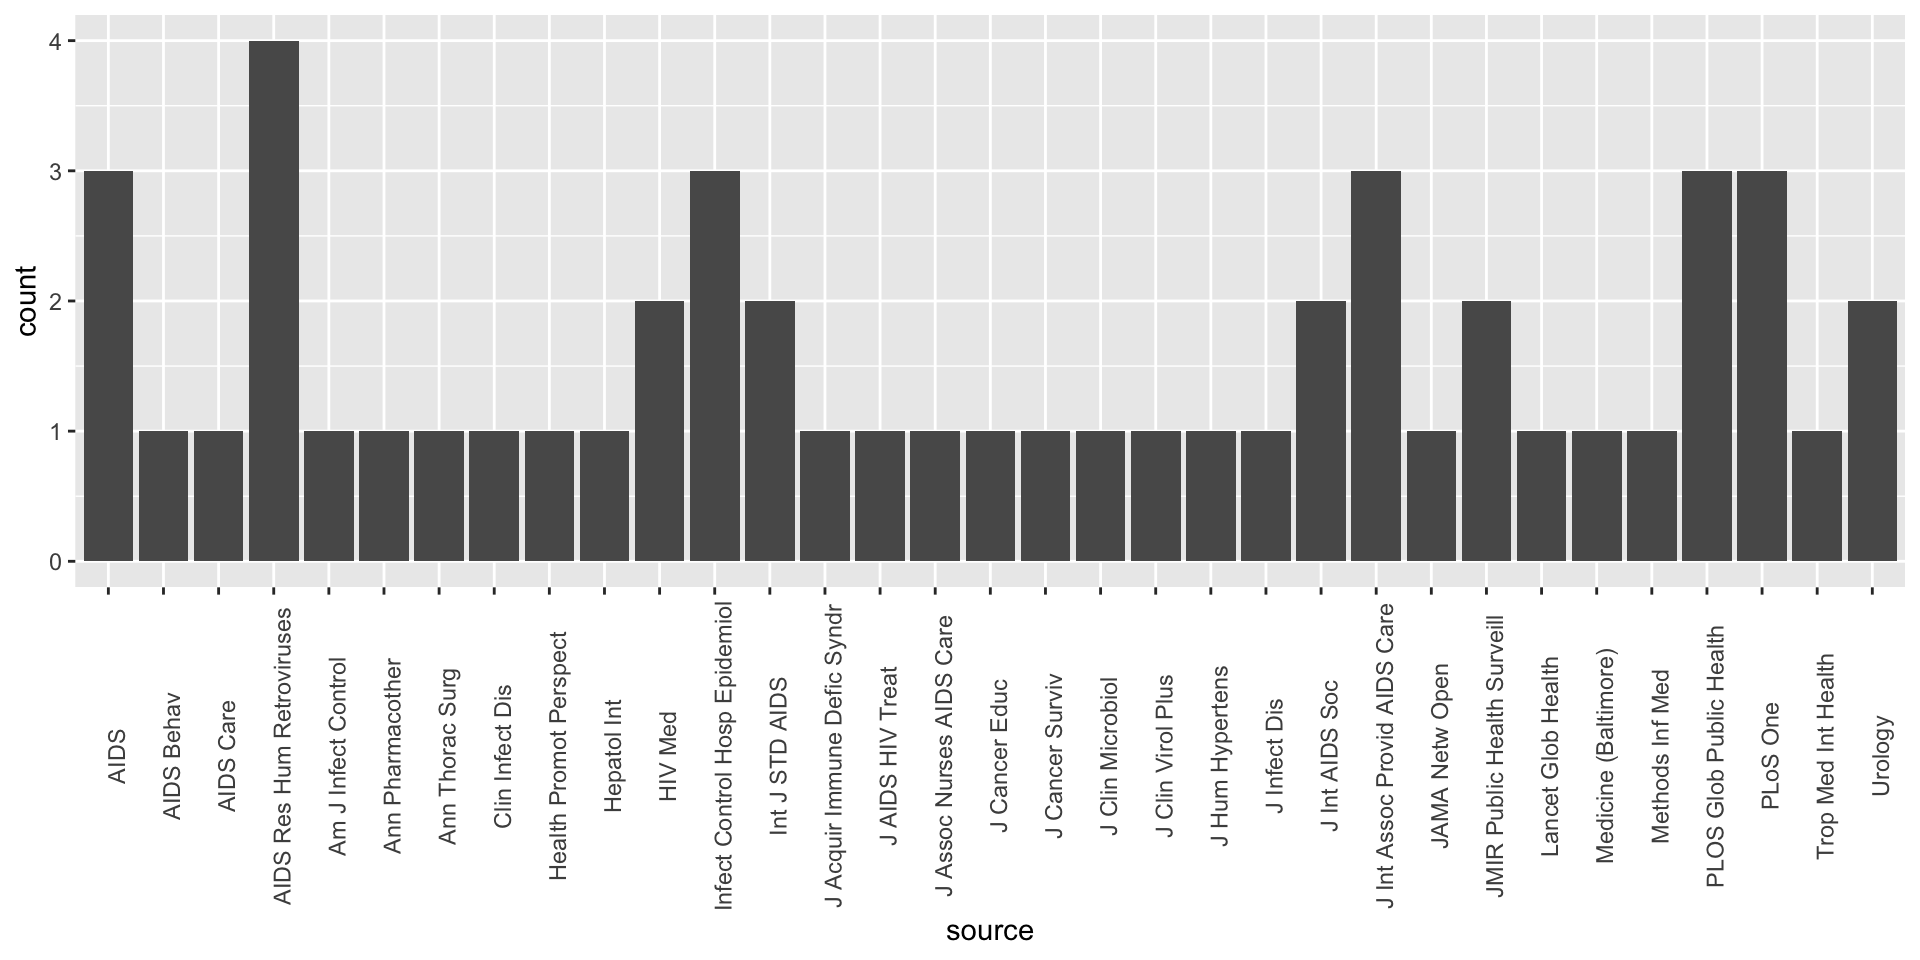 4
3
2
1
0
count
AIDS
AIDS Behav
AIDS Care
AIDS Res Hum Retroviruses
Am J Infect Control
Ann Pharmacother
Ann Thorac Surg
Clin Infect Dis
Health Promot Perspect
Hepatol Int
HIV Med
Infect Control Hosp Epidemiol
Int J STD AIDS
J Acquir Immune Defic Syndr
J AIDS HIV Treat
J Assoc Nurses AIDS Care
J Cancer Educ
J Cancer Surviv
J Clin Microbiol
J Clin Virol Plus
J Hum Hypertens
J Infect Dis
J Int AIDS Soc
J Int Assoc Provid AIDS Care
JAMA Netw Open
JMIR Public Health Surveill
Lancet Glob Health
Medicine (Baltimore)
Methods Inf Med
PLOS Glob Public Health
PLoS One
Trop Med Int Health
Urology
source